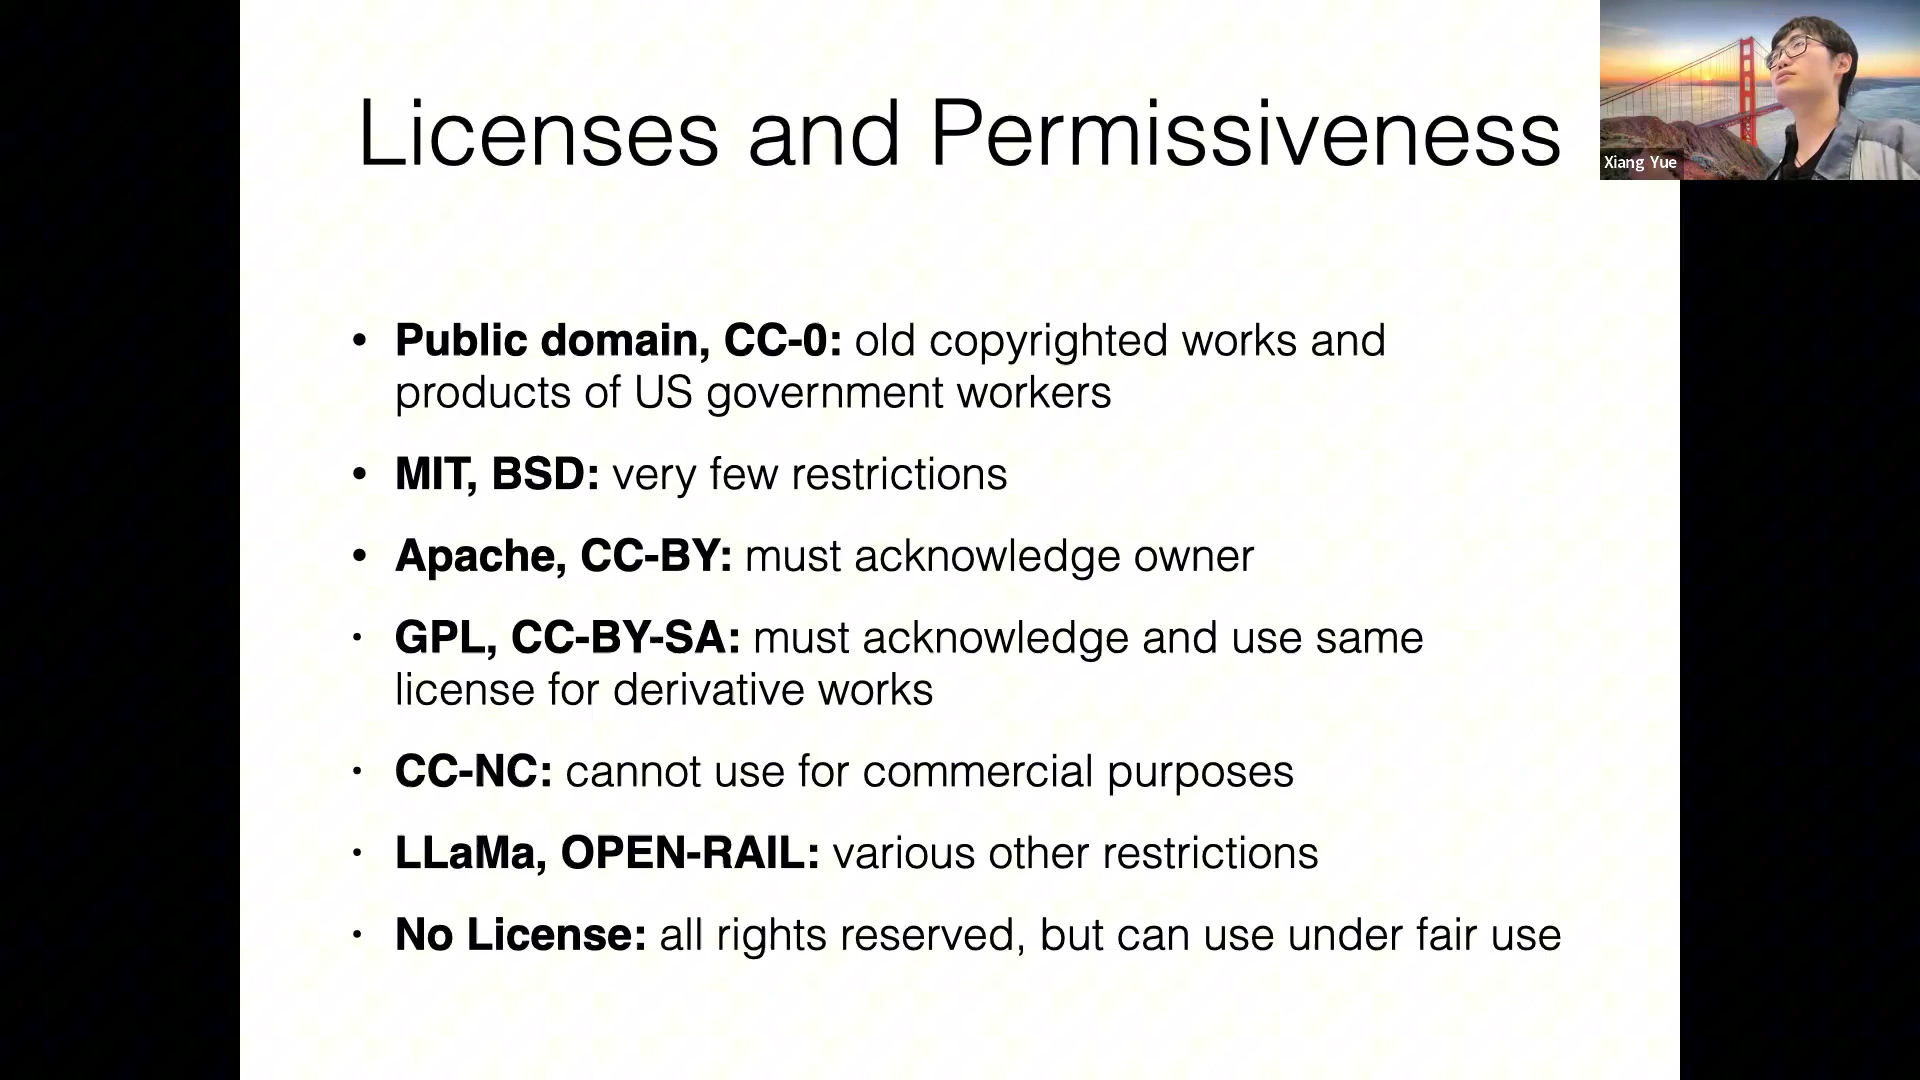 Licenses and Permissiveness
Xiang Yue
• Public domain, CC-0: old copyrighted works and
products of US government workers
• MIT, BSD: very few restrictions
• Apache, CC-BY: must acknowledge owner
• GPL, CC-BY-SA: must acknowledge and use same
license for derivative works
• CC-NC: cannot use for commercial purposes
• LLaMa, OPEN-RAIL: various other restrictions
• No License: all rights reserved, but can use under fair use